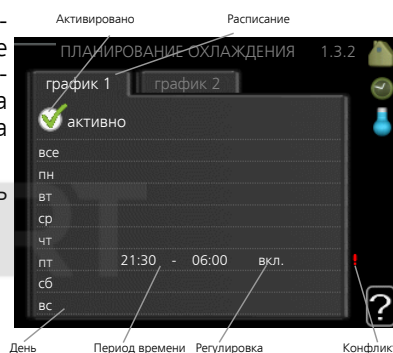 Активировано Расписание
ПЛАНИРОВАНИЕ ОХЛАЖДЕНИЯ 1.3.2
график 1 график 2
активно
все
пн
вт
ср
чт
пт 21:30 - 06:00 вкл. !
сб
вс
?
День Период времени Регулировка Конфликт